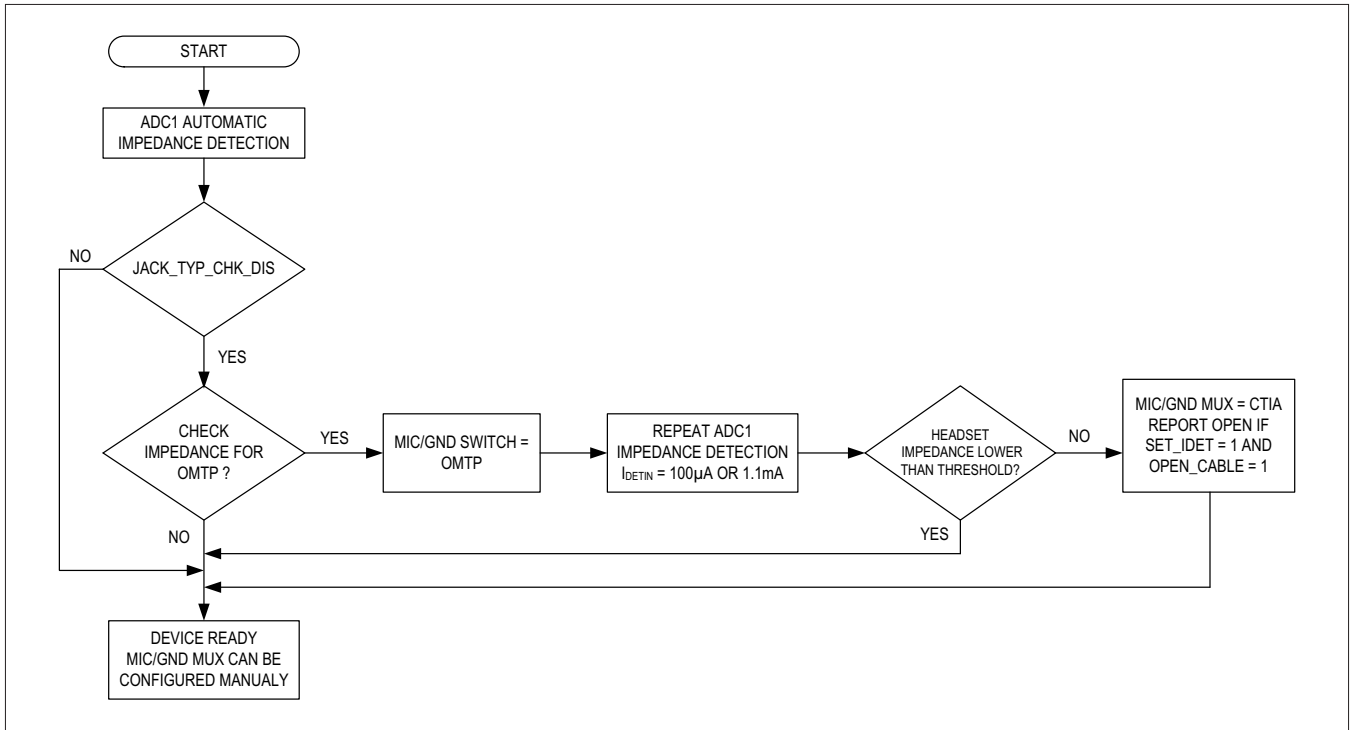 START
ADC1 AUTOMATIC
IMPEDANCE DETECTION
NO
JACK_TYP_CHK_DIS
YES
CHECK
IMPEDANCE FOR
OMTP ?
YES
NO
MIC/GND SWITCH =
OMTP
REPEAT ADC1
IMPEDANCE DETECTION
IDETIN = 100µA OR 1.1mA
HEADSET
IMPEDANCE LOWER
THAN THRESHOLD?
NO
YES
MIC/GND MUX = CTIA
REPORT OPEN IF
SET_IDET = 1 AND
OPEN_CABLE = 1
DEVICE READY
MIC/GND MUX CAN BE
CONFIGURED MANUALY